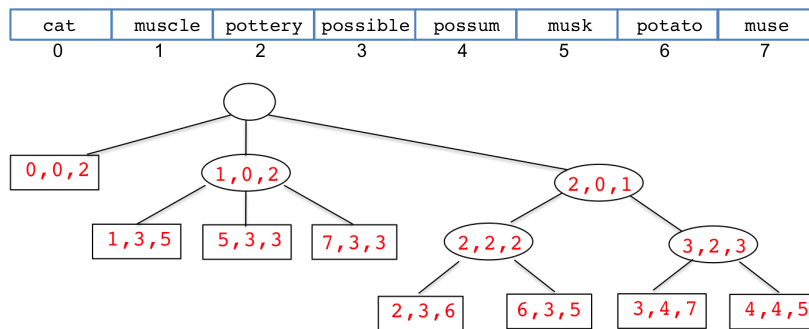 cat muscle pottery possible possum musk potato muse
0 1 2 3 4 5 6 7
0,0,2 1,0,2 2,0,1
1,3,5 5,3,3 7,3,3 2,2,2 3,2,3
2,3,6 6,3,5 3,4,7 4,4,5